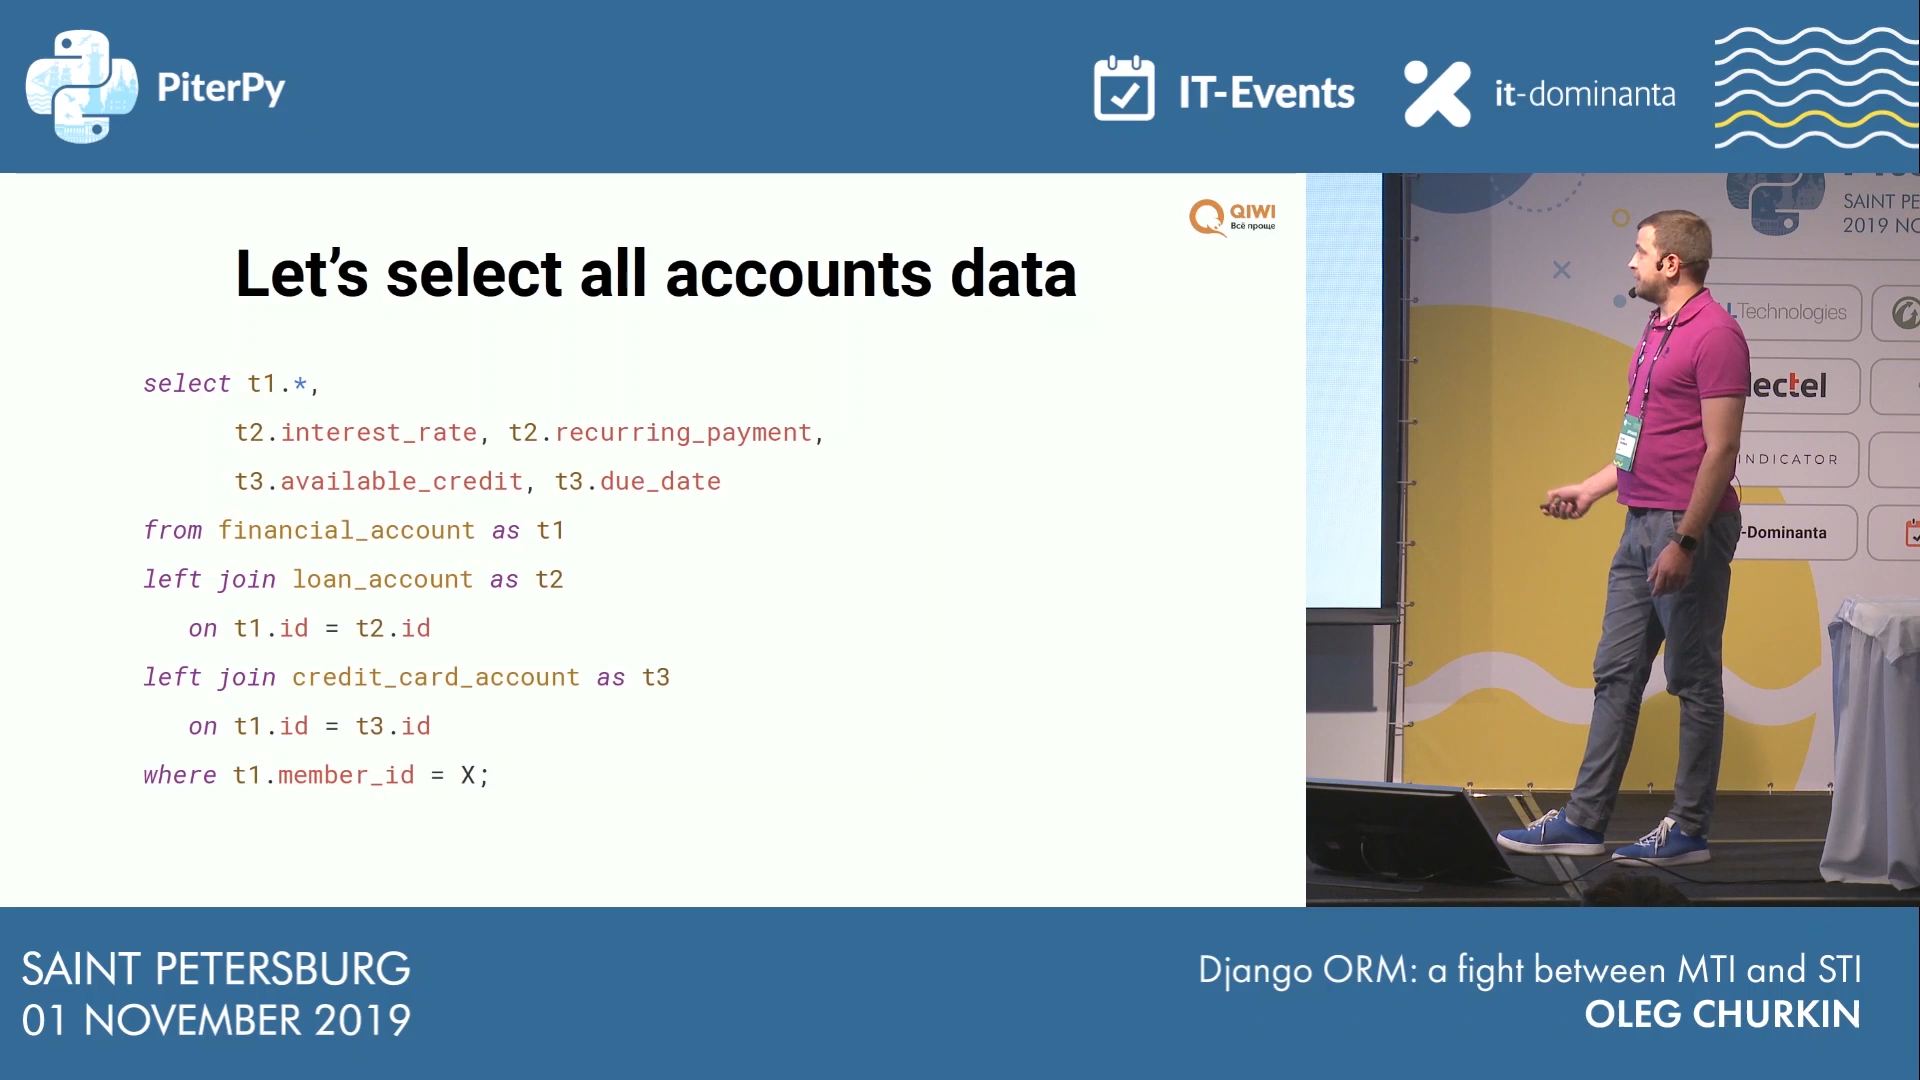 PiterPy
IT-Events
it-dominanta
QIWI
Всё проще
Let’s select all accounts data
select t1.*,
t2.interest_rate, t2.recurring_payment,
t3.available_credit, t3.due_date
from financial_account as t1
left join loan_account as t2
on t1.id = t2.id
left join credit_card_account as t3
on t1.id = t3.id
where t1.member_id = X;
SAINT PE
2019 NO
LTechnologies
lectel
INDICATOR
-Dominanta
SAINT PETERSBURG
01 NOVEMBER 2019
Django ORM: a fight between MTI and STI
OLEG CHURKIN